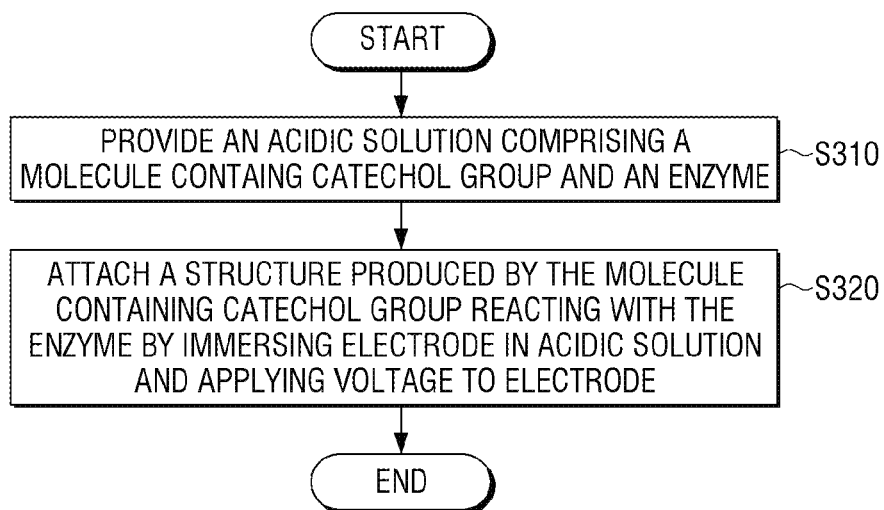 START
PROVIDE AN ACIDIC SOLUTION COMPRISING A
MOLECULE CONTAING CATECHOL GROUP AND AN ENZYME
S310
ATTACH A STRUCTURE PRODUCED BY THE MOLECULE
CONTAINING CATECHOL GROUP REACTING WITH THE
ENZYME BY IMMERSING ELECTRODE IN ACIDIC SOLUTION
AND APPLYING VOLTAGE TO ELECTRODE
S320
END